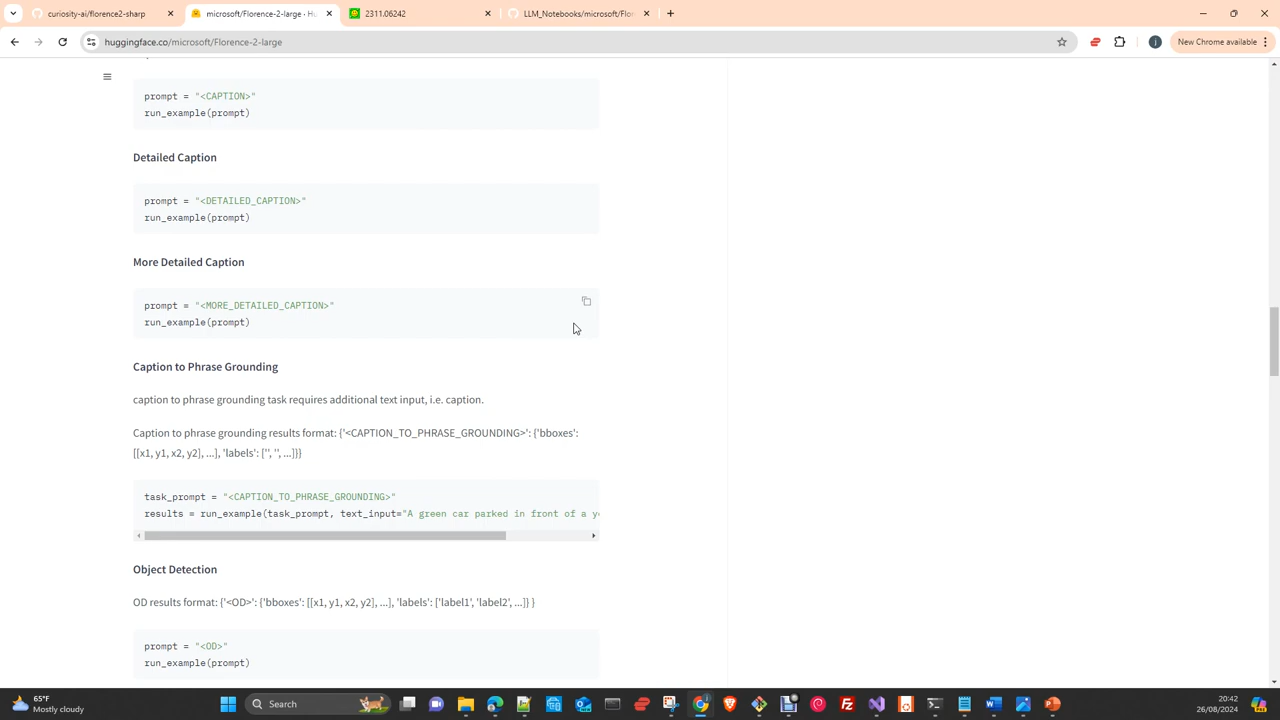 curiosity-ai/florence2-sharp
microsoft/Florence-2-large · Hu
2311.06242
LLM_Notebooks/microsoft/Flor
huggingface.co/microsoft/Florence-2-large
New Chrome available
prompt = "<CAPTION>"
run_example(prompt)
Detailed Caption
prompt = "<DETAILED_CAPTION>"
run_example(prompt)
More Detailed Caption
prompt = "<MORE_DETAILED_CAPTION>"
run_example(prompt)
Caption to Phrase Grounding
caption to phrase grounding task requires additional text input, i.e. caption.
Caption to phrase grounding results format: {'<CAPTION_TO_PHRASE_GROUNDING>': {'bboxes':
[[x1, y1, x2, y2], ...], 'labels': ['', '', ...]}}
task_prompt = "<CAPTION_TO_PHRASE_GROUNDING>"
results = run_example(task_prompt, text_input="A green car parked in front of a ye
Object Detection
OD results format: {'<OD>': {'bboxes': [[x1, y1, x2, y2], ...], 'labels': ['label1', 'label2', ...]} }
prompt = "<OD>"
run_example(prompt)
65°F
Mostly cloudy
Search
20:42
26/08/2024